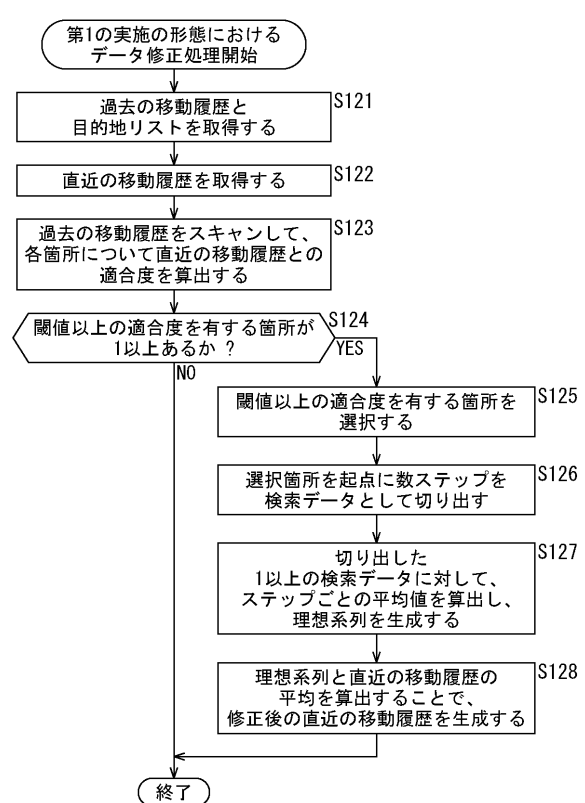 第1の実施の形態における
データ修正処理開始
S121
過去の移動履歴と
目的地リストを取得する
S122
直近の移動履歴を取得する
S123
過去の移動履歴をスキャンして、
各箇所について直近の移動履歴との
適合度を算出する
S124
閾値以上の適合度を有する箇所が
1以上あるか ?
YES
NO
S125
閾値以上の適合度を有する箇所を
選択する
S126
選択箇所を起点に数ステップを
検索データとして切り出す
S127
切り出した
1以上の検索データに対して、
ステップごとの平均値を算出し、
理想系列を生成する
S128
理想系列と直近の移動履歴の
平均を算出することで、
修正後の直近の移動履歴を生成する
終了